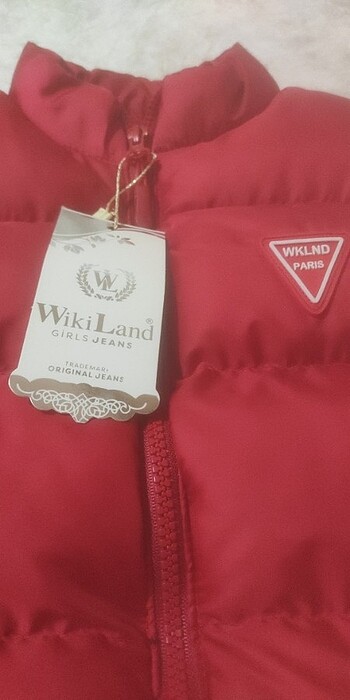 W
WikiLand®
GiRLS JEANS
TRADEMARK
ORIGINAL JEANS
WKLND
PARIS